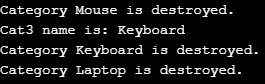 Category Mouse is destroyed.
Cat3 name is: Keyboard
Category Keyboard is destroyed.
Category Laptop is destroyed.